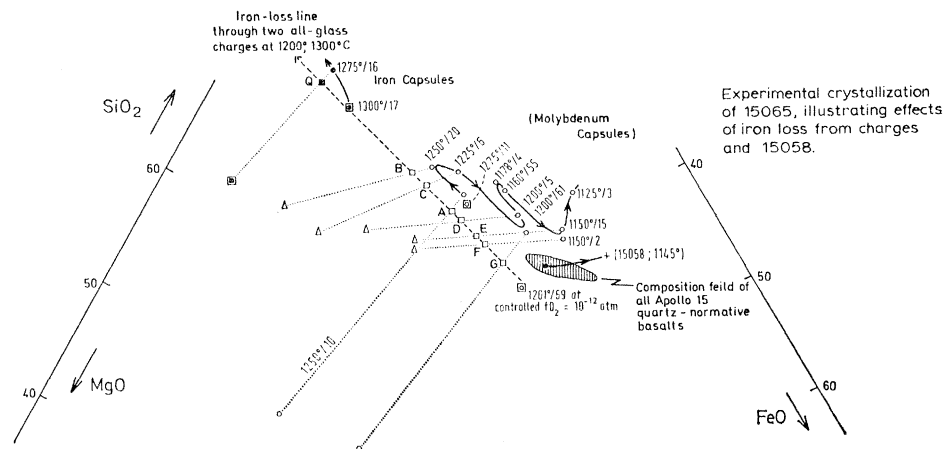 Iron-loss line
through two all-glass
charges at 1200°, 1300°C
Q
1275°/16
Iron Capsules
1300°/17
SiO2
Experimental crystallization
of 15065, illustrating effects
of iron loss from charges
and 15058.
(Molybdenum
Capsules)
1250°/20
1225°/6
1275°/11
1178°/4
1160°/55
1200°/5
1200°/61
1125°/3
60
40
B
C
A
D
E
F
G
1150°/15
1150°/2
+ (15058; 1145°)
50
50
1201°/59 at
controlled fO2 = 10-12 atm
Composition feild of
all Apollo 15
quartz-normative
basalts
1250°/10
MgO
40
60
FeO